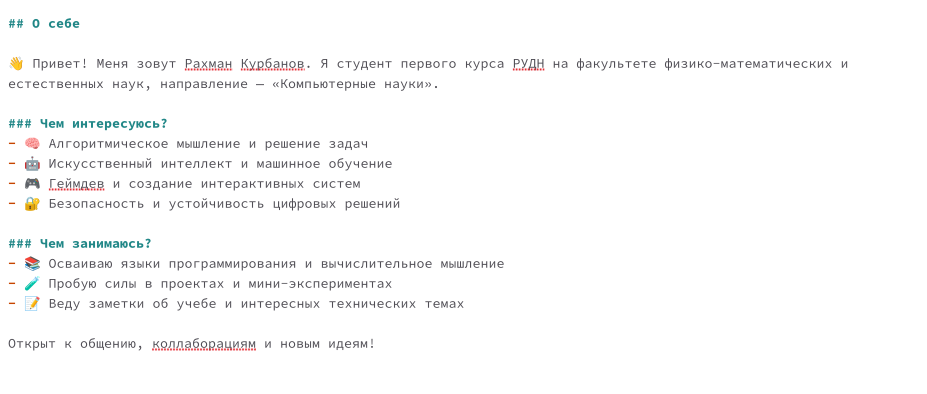 ## О себе
👋 Привет! Меня зовут Рахман Курбанов. Я студент первого курса РУДН на факультете физико-математических и
естественных наук, направление — «Компьютерные науки».
### Чем интересуюсь?
- 🧠 Алгоритмическое мышление и решение задач
- 🤖 Искусственный интеллект и машинное обучение
- 🎮 Геймдев и создание интерактивных систем
- 🔐 Безопасность и устойчивость цифровых решений
### Чем занимаюсь?
- 📚 Осваиваю языки программирования и вычислительное мышление
- 🧪 Пробую силы в проектах и мини-экспериментах
- 📝 Веду заметки об учебе и интересных технических темах
Открыт к общению, коллаборациям и новым идеям!